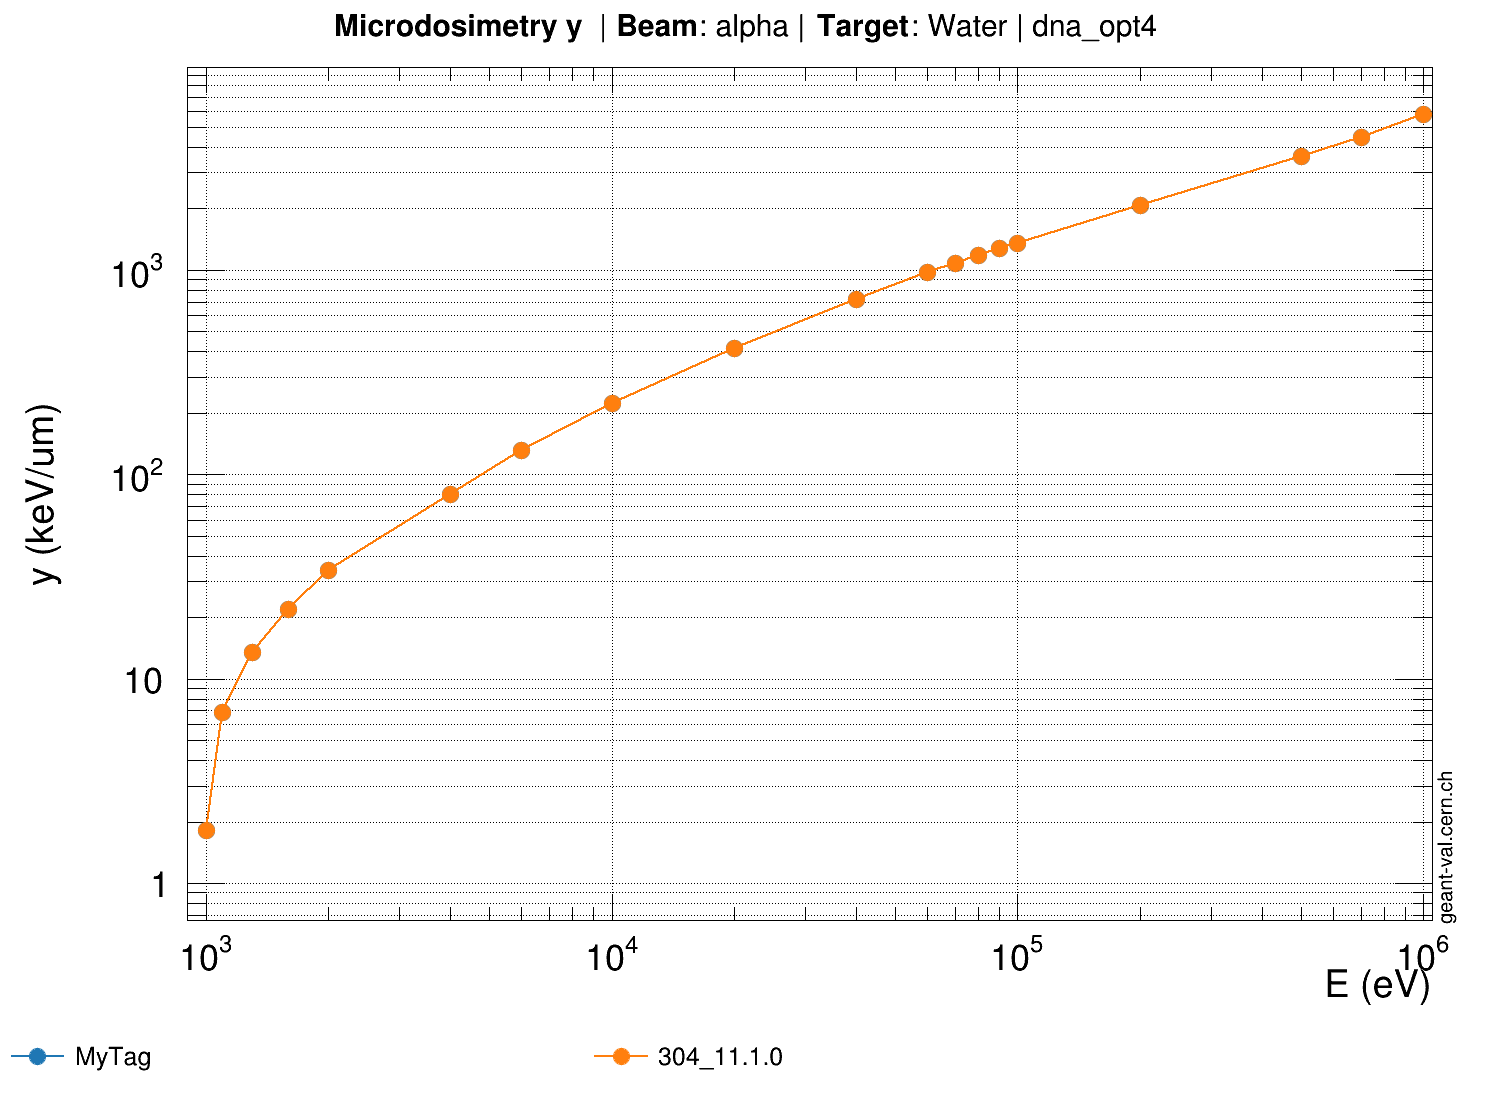 Microdosimetry y | Beam: alpha | Target: Water | dna_opt4
y (keV/um)
10³
10²
10
1
10³ 10⁴ 10⁵ 10⁶
E (eV)
geant-val.cern.ch
MyTag 304_11.1.0